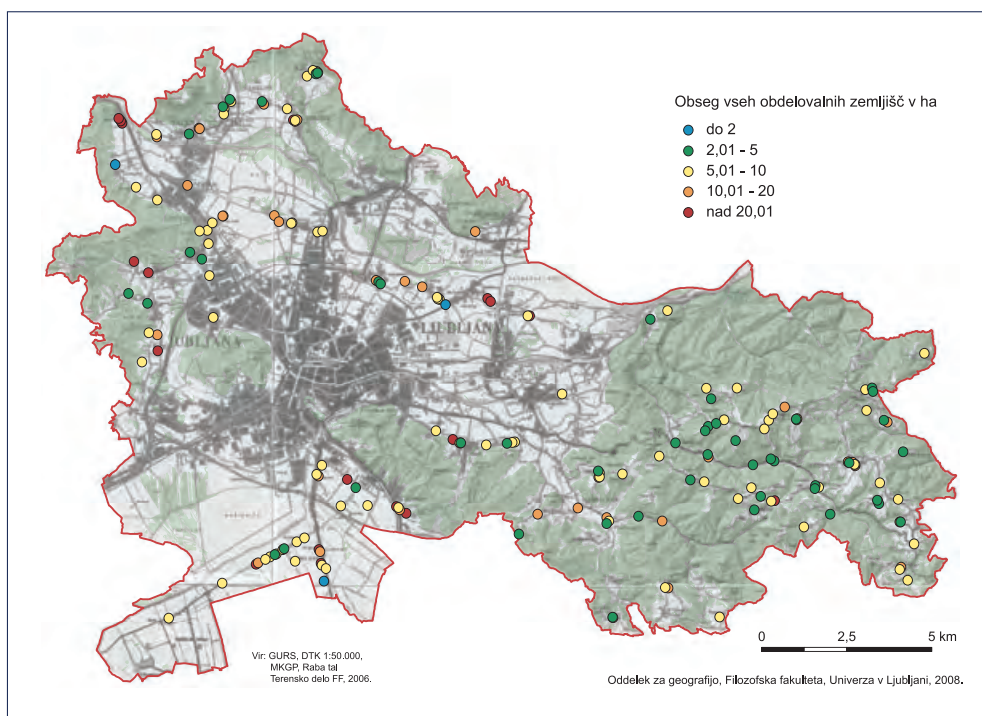 Obseg vseh obdelovalnih zemljišč v ha
do 2
2,01 - 5
5,01 - 10
10,01 - 20
nad 20,01
LJUBLJANA
LJUBLJANA
0 2,5 5 km
Vir: GURS, DTK 1:50.000,
MKGP, Raba tal
Terensko delo FF, 2006.
Oddelek za geografijo, Filozofska fakulteta, Univerza v Ljubljani, 2008.